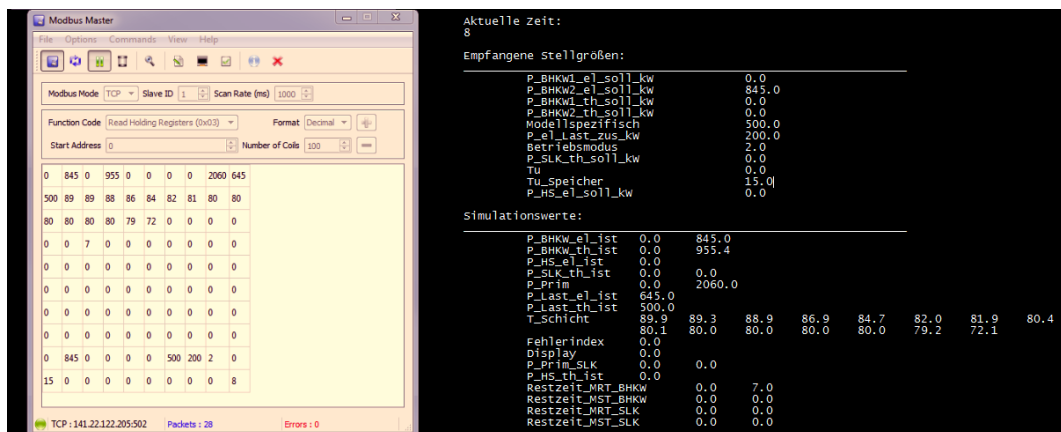 Modbus Master
File Options Commands View Help
Modbus Mode TCP Slave ID 1 Scan Rate (ms) 1000
Function Code Read Holding Registers (0x03) Format Decimal
Start Address 0 Number of Coils 100
0 845 0 955 0 0 0 0 2060 645
500 89 89 88 86 84 82 81 80 80
80 80 80 80 79 72 0 0 0 0
0 0 7 0 0 0 0 0 0 0
0 0 0 0 0 0 0 0 0 0
0 0 0 0 0 0 0 0 0 0
0 0 0 0 0 0 0 0 0 0
0 0 0 0 0 0 0 0 0 0
0 845 0 0 0 0 500 200 2 0
15 0 0 0 0 0 0 0 8
TCP : 141.22.122.205:502 Packets : 28 Errors : 0
Aktuelle Zeit:
8
Empfangene Stellgrößen:
P_BHKW1_el_soll_kW 0.0
P_BHKW2_el_soll_kW 845.0
P_BHKW1_th_soll_kW 0.0
P_BHKW2_th_soll_kW 0.0
Modellspezifisch 500.0
P_el_Last_zus_kW 200.0
Betriebsmodus 2.0
P_SLK_th_soll_kW 0.0
Tu 0.0
Tu_Speicher 15.0
P_HS_el_soll_kW 0.0
Simulationswerte:
P_BHKW_el_ist 0.0 845.0
P_BHKW_th_ist 0.0 955.4
P_HS_el_ist 0.0
P_SLK_th_ist 0.0 0.0
P_Prim 0.0 2060.0
P_Last_el_ist 645.0
P_Last_th_ist 500.0
T_Schicht 89.9 89.3 88.9 86.9 84.7 82.0 81.9 80.4
80.1 80.0 80.0 80.0 80.0 79.2 72.1
Fehlerindex 0.0
Display 0.0
P_Prim_SLK 0.0 0.0
P_HS_th_ist 0.0
Restzeit_MRT_BHKW 0.0 7.0
Restzeit_MST_BHKW 0.0 0.0
Restzeit_MRT_SLK 0.0 0.0
Restzeit_MST_SLK 0.0 0.0